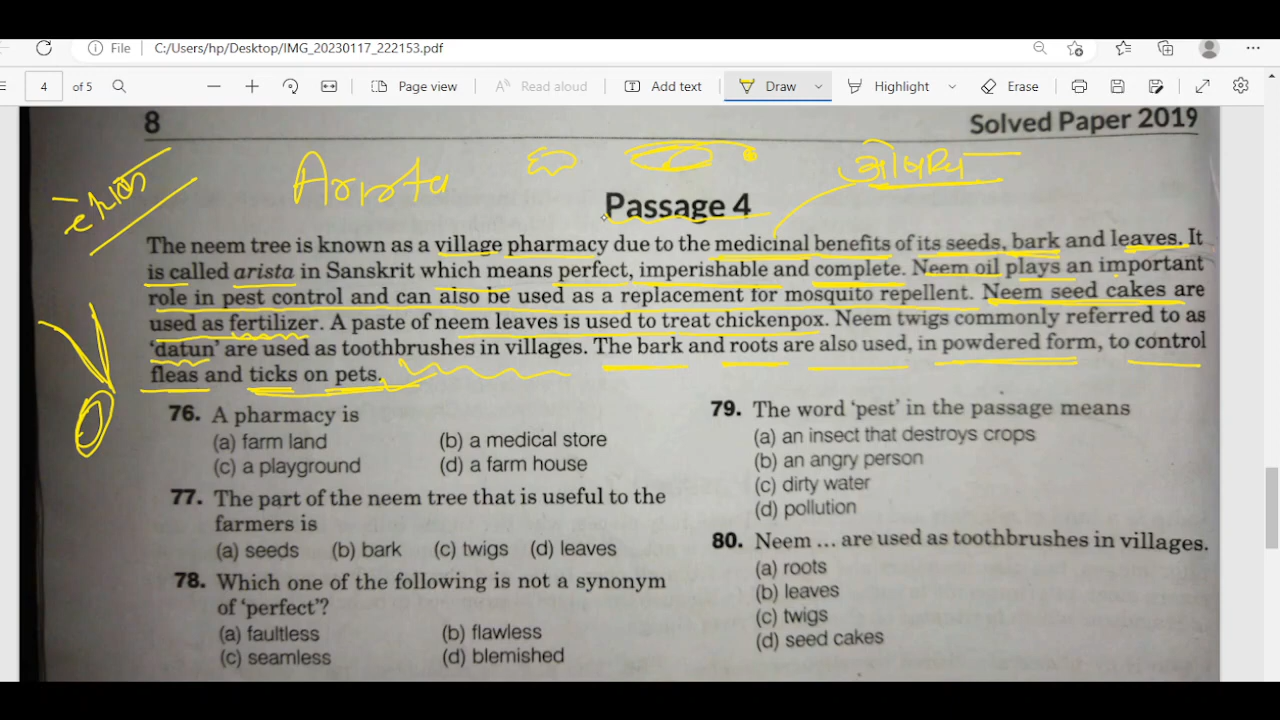 File C:/Users/hp/Desktop/IMG_20230117_222153.pdf
4 of 5 Page view Read aloud Add text Draw Highlight Erase
8 Solved Paper 2019
Passage 4
The neem tree is known as a village pharmacy due to the medicinal benefits of its seeds, bark and leaves. It
is called arista in Sanskrit which means perfect, imperishable and complete. Neem oil plays an important
role in pest control and can also be used as a replacement for mosquito repellent. Neem seed cakes are
used as fertilizer. A paste of neem leaves is used to treat chickenpox. Neem twigs commonly referred to as
'datun' are used as toothbrushes in villages. The bark and roots are also used, in powdered form, to control
fleas and ticks on pets.
76. A pharmacy is
(a) farm land (b) a medical store
(c) a playground (d) a farm house
77. The part of the neem tree that is useful to the
farmers is
(a) seeds (b) bark (c) twigs (d) leaves
78. Which one of the following is not a synonym
of 'perfect'?
(a) faultless (b) flawless
(c) seamless (d) blemished
79. The word 'pest' in the passage means
(a) an insect that destroys crops
(b) an angry person
(c) dirty water
(d) pollution
80. Neem ... are used as toothbrushes in villages.
(a) roots
(b) leaves
(c) twigs
(d) seed cakes